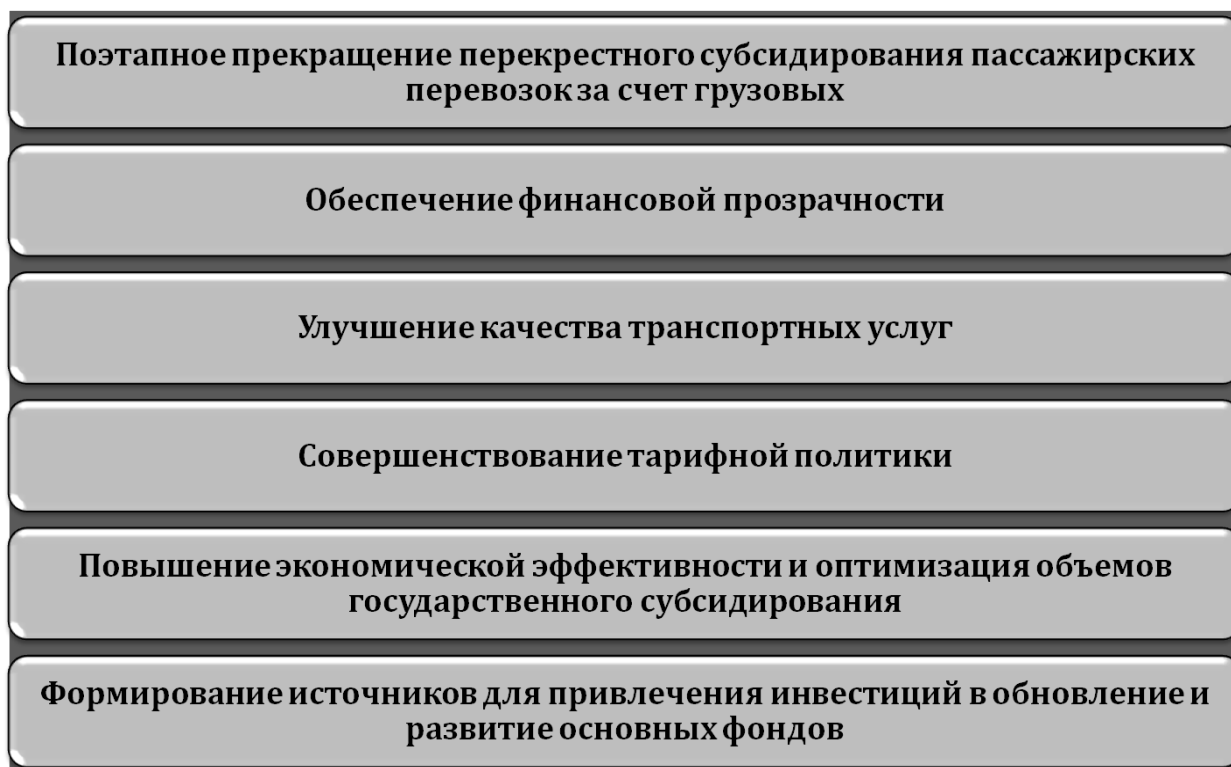 Поэтапное прекращение перекрестного субсидирования пассажирских
перевозок за счет грузовых
Обеспечение финансовой прозрачности
Улучшение качества транспортных услуг
Совершенствование тарифной политики
Повышение экономической эффективности и оптимизация объемов
государственного субсидирования
Формирование источников для привлечения инвестиций в обновление и
развитие основных фондов